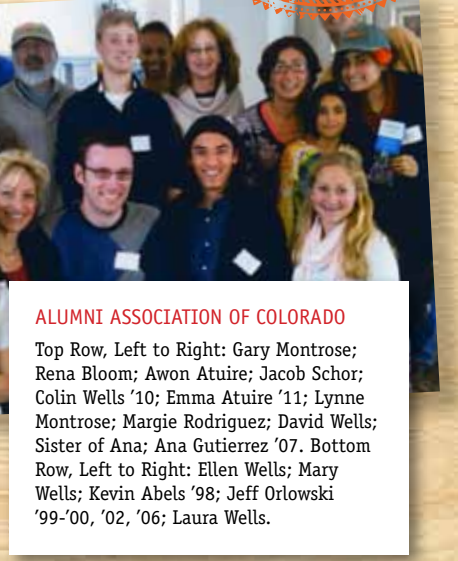 ALUMNI ASSOCIATION OF COLORADO
Top Row, Left to Right: Gary Montrose;
Rena Bloom; Awon Atuire; Jacob Schor;
Colin Wells ’10; Emma Atuire ’11; Lynne
Montrose; Margie Rodriguez; David Wells;
Sister of Ana; Ana Gutierrez ’07. Bottom
Row, Left to Right: Ellen Wells; Mary
Wells; Kevin Abels ’98; Jeff Orlowski
’99-’00, ’02, ’06; Laura Wells.